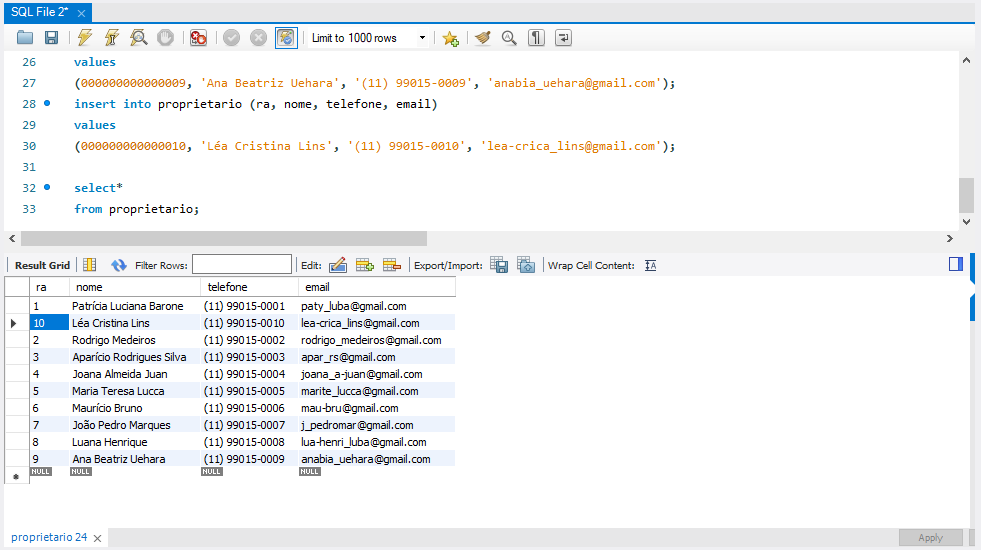 SQL File 2*
Limit to 1000 rows
26 values
27 (000000000000009, 'Ana Beatriz Uehara', '(11) 99015-0009', 'anabia_uehara@gmail.com');
28 insert into proprietario (ra, nome, telefone, email)
29 values
30 (000000000000010, 'Léa Cristina Lins', '(11) 99015-0010', 'lea-crica_lins@gmail.com');
31
32 select*
33 from proprietario;
Result Grid Filter Rows: Edit: Export/Import: Wrap Cell Content: IA
ra nome telefone email
1 Patrícia Luciana Barone (11) 99015-0001 paty_luba@gmail.com
10 Léa Cristina Lins (11) 99015-0010 lea-crica_lins@gmail.com
2 Rodrigo Medeiros (11) 99015-0002 rodrigo_medeiros@gmail.com
3 Aparício Rodrigues Silva (11) 99015-0003 apar_rs@gmail.com
4 Joana Almeida Juan (11) 99015-0004 joana_a-juan@gmail.com
5 Maria Teresa Lucca (11) 99015-0005 marite_lucca@gmail.com
6 Maurício Bruno (11) 99015-0006 mau-bru@gmail.com
7 João Pedro Marques (11) 99015-0007 j_pedromar@gmail.com
8 Luana Henrique (11) 99015-0008 lua-henri_luba@gmail.com
9 Ana Beatriz Uehara (11) 99015-0009 anabia_uehara@gmail.com
NULL NULL NULL NULL
proprietario 24
Apply